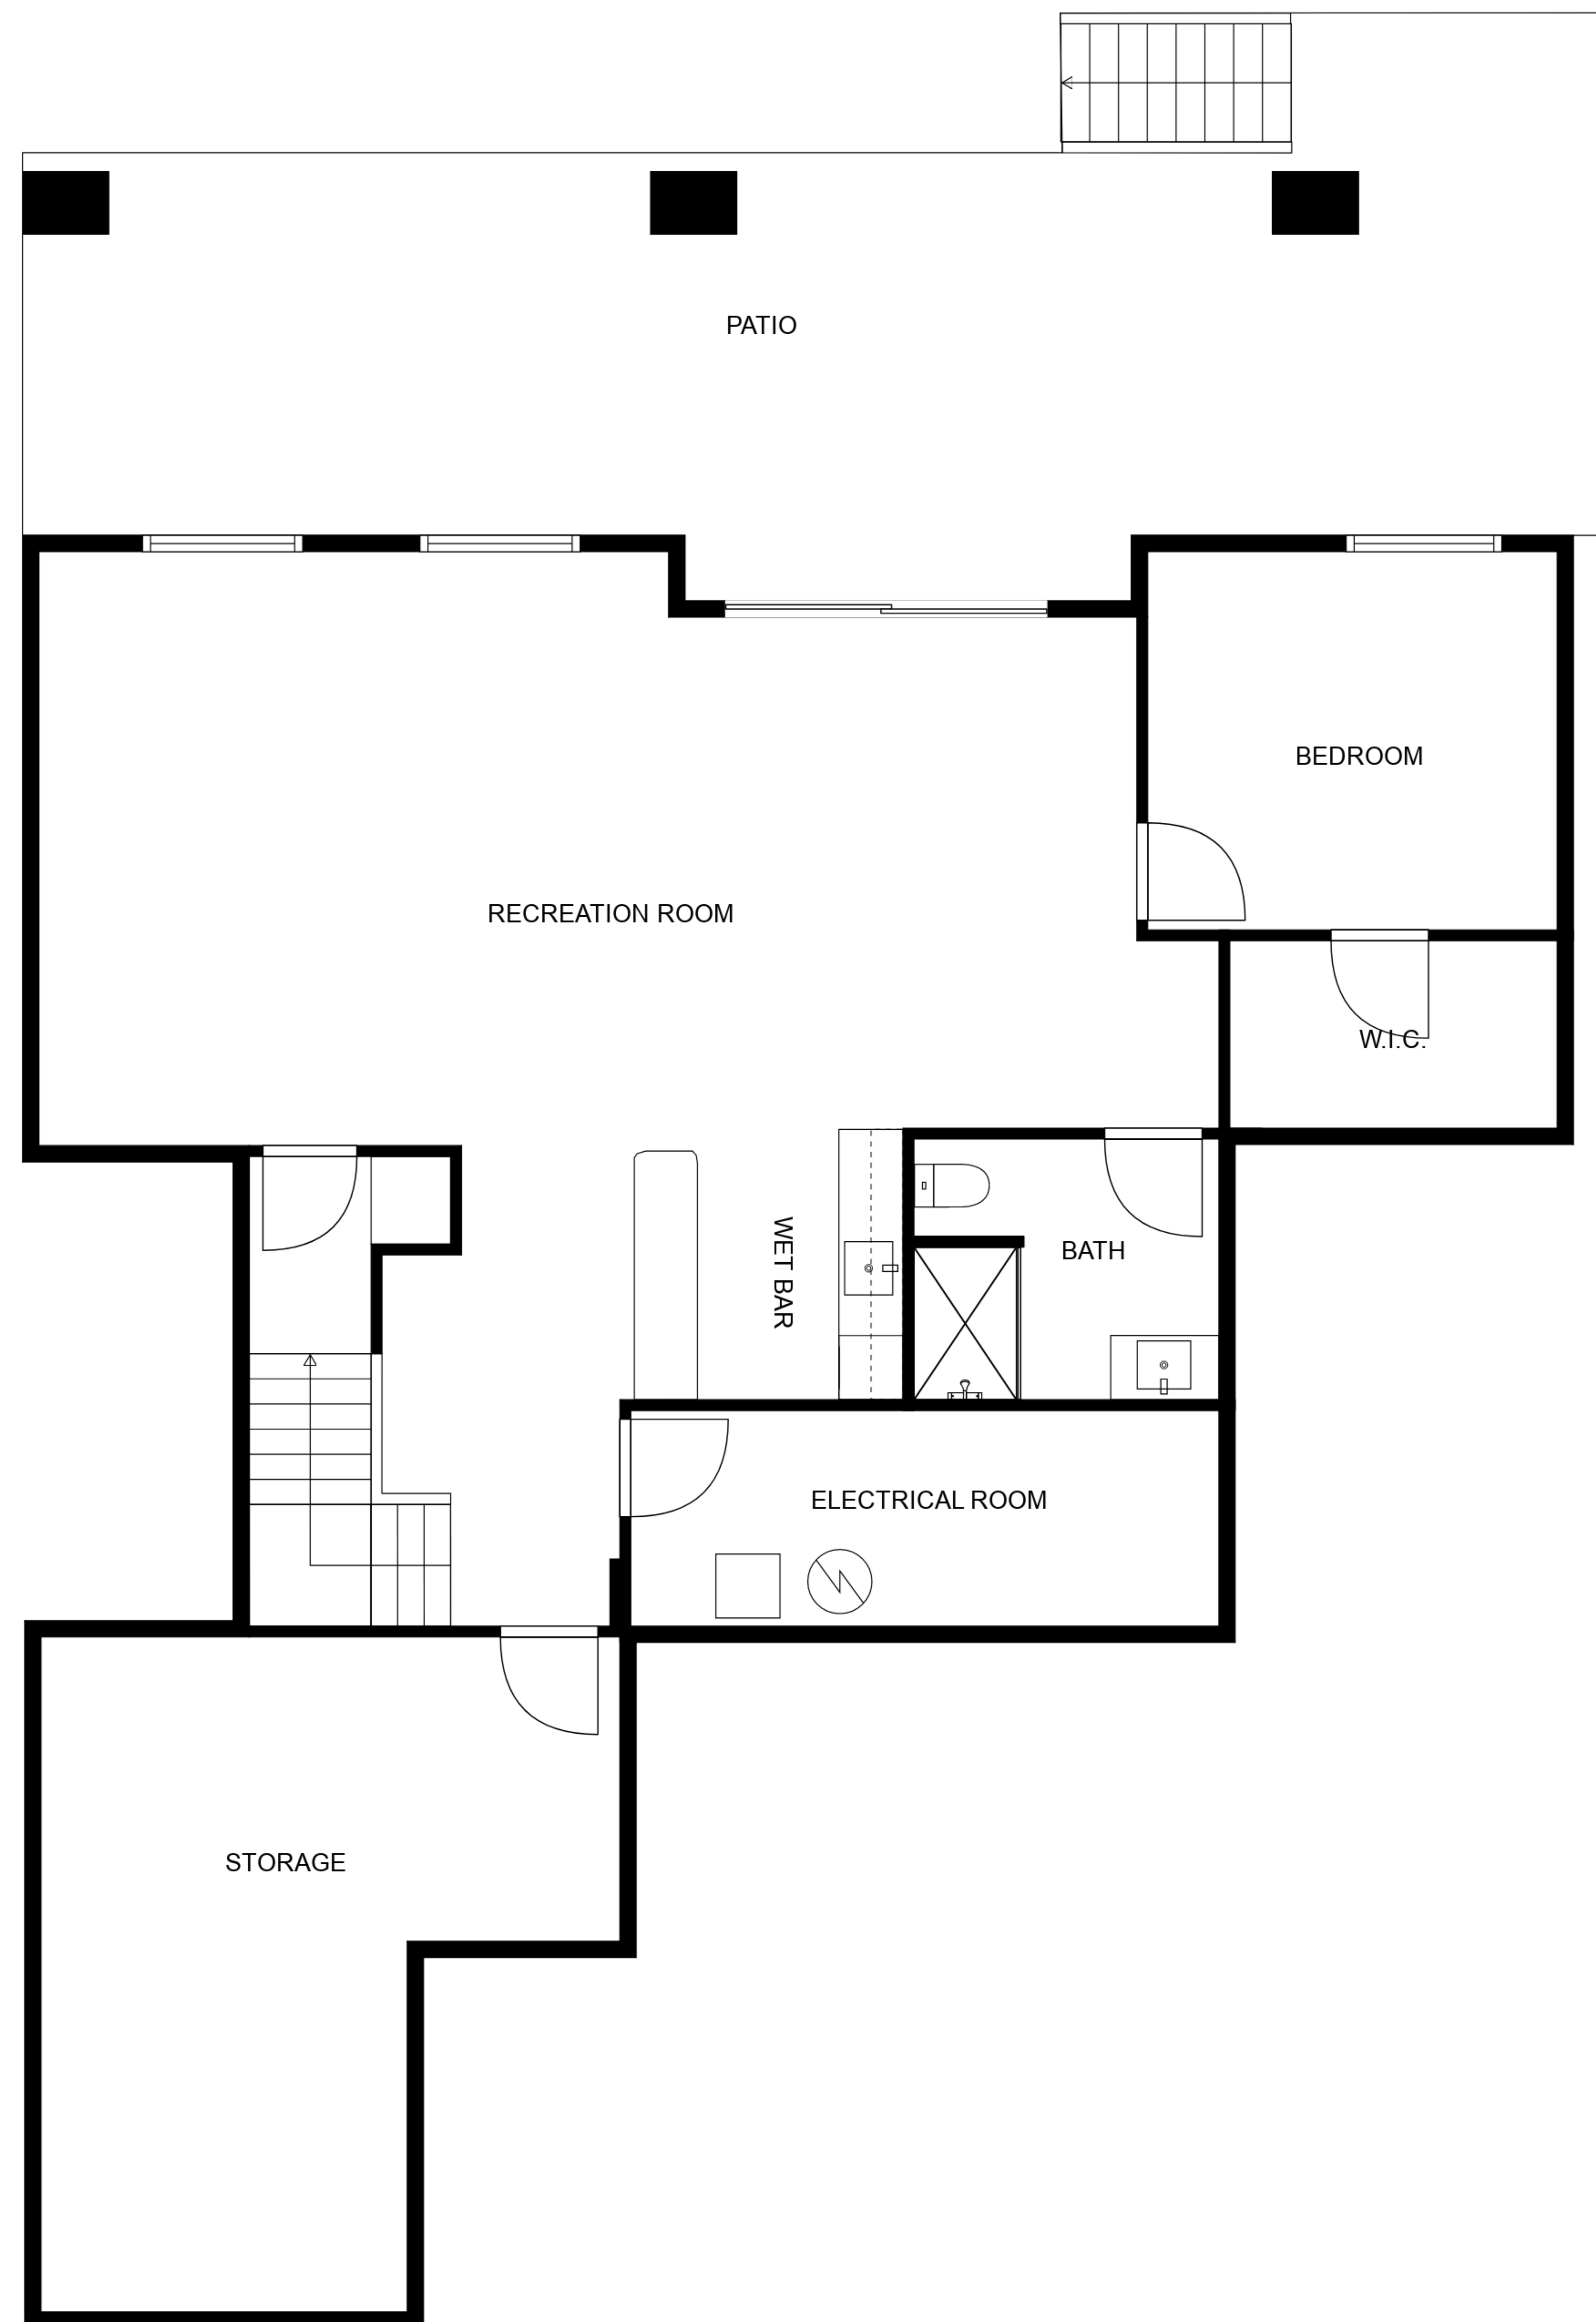 PATIO
BEDROOM
RECREATION ROOM
W.I.C.
WET BAR
BATH
ELECTRICAL ROOM
STORAGE